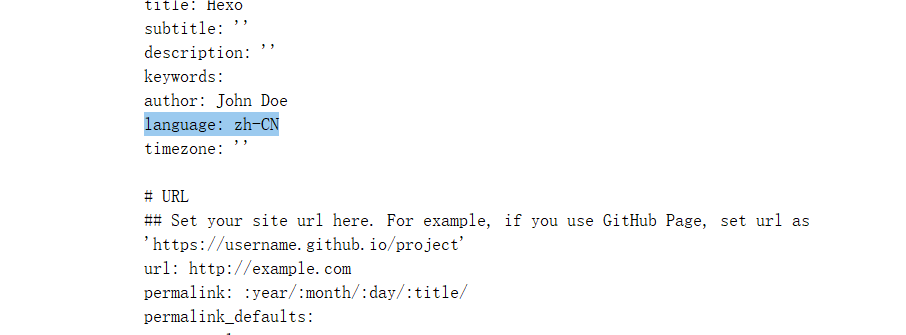 title: Hexo
subtitle: ''
description: ''
keywords:
author: John Doe
language: zh-CN
timezone: ''
# URL
## Set your site url here. For example, if you use GitHub Page, set url as
'https://username.github.io/project'
url: http://example.com
permalink: :year/:month/:day/:title/
permalink_defaults: